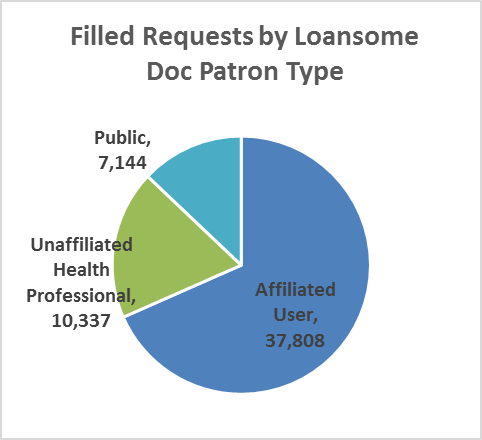 Filled Requests by Loansome
Doc Patron Type
Public,
7,144
Unaffiliated
Health
Professional,
10,337
Affiliated
User,
37,808